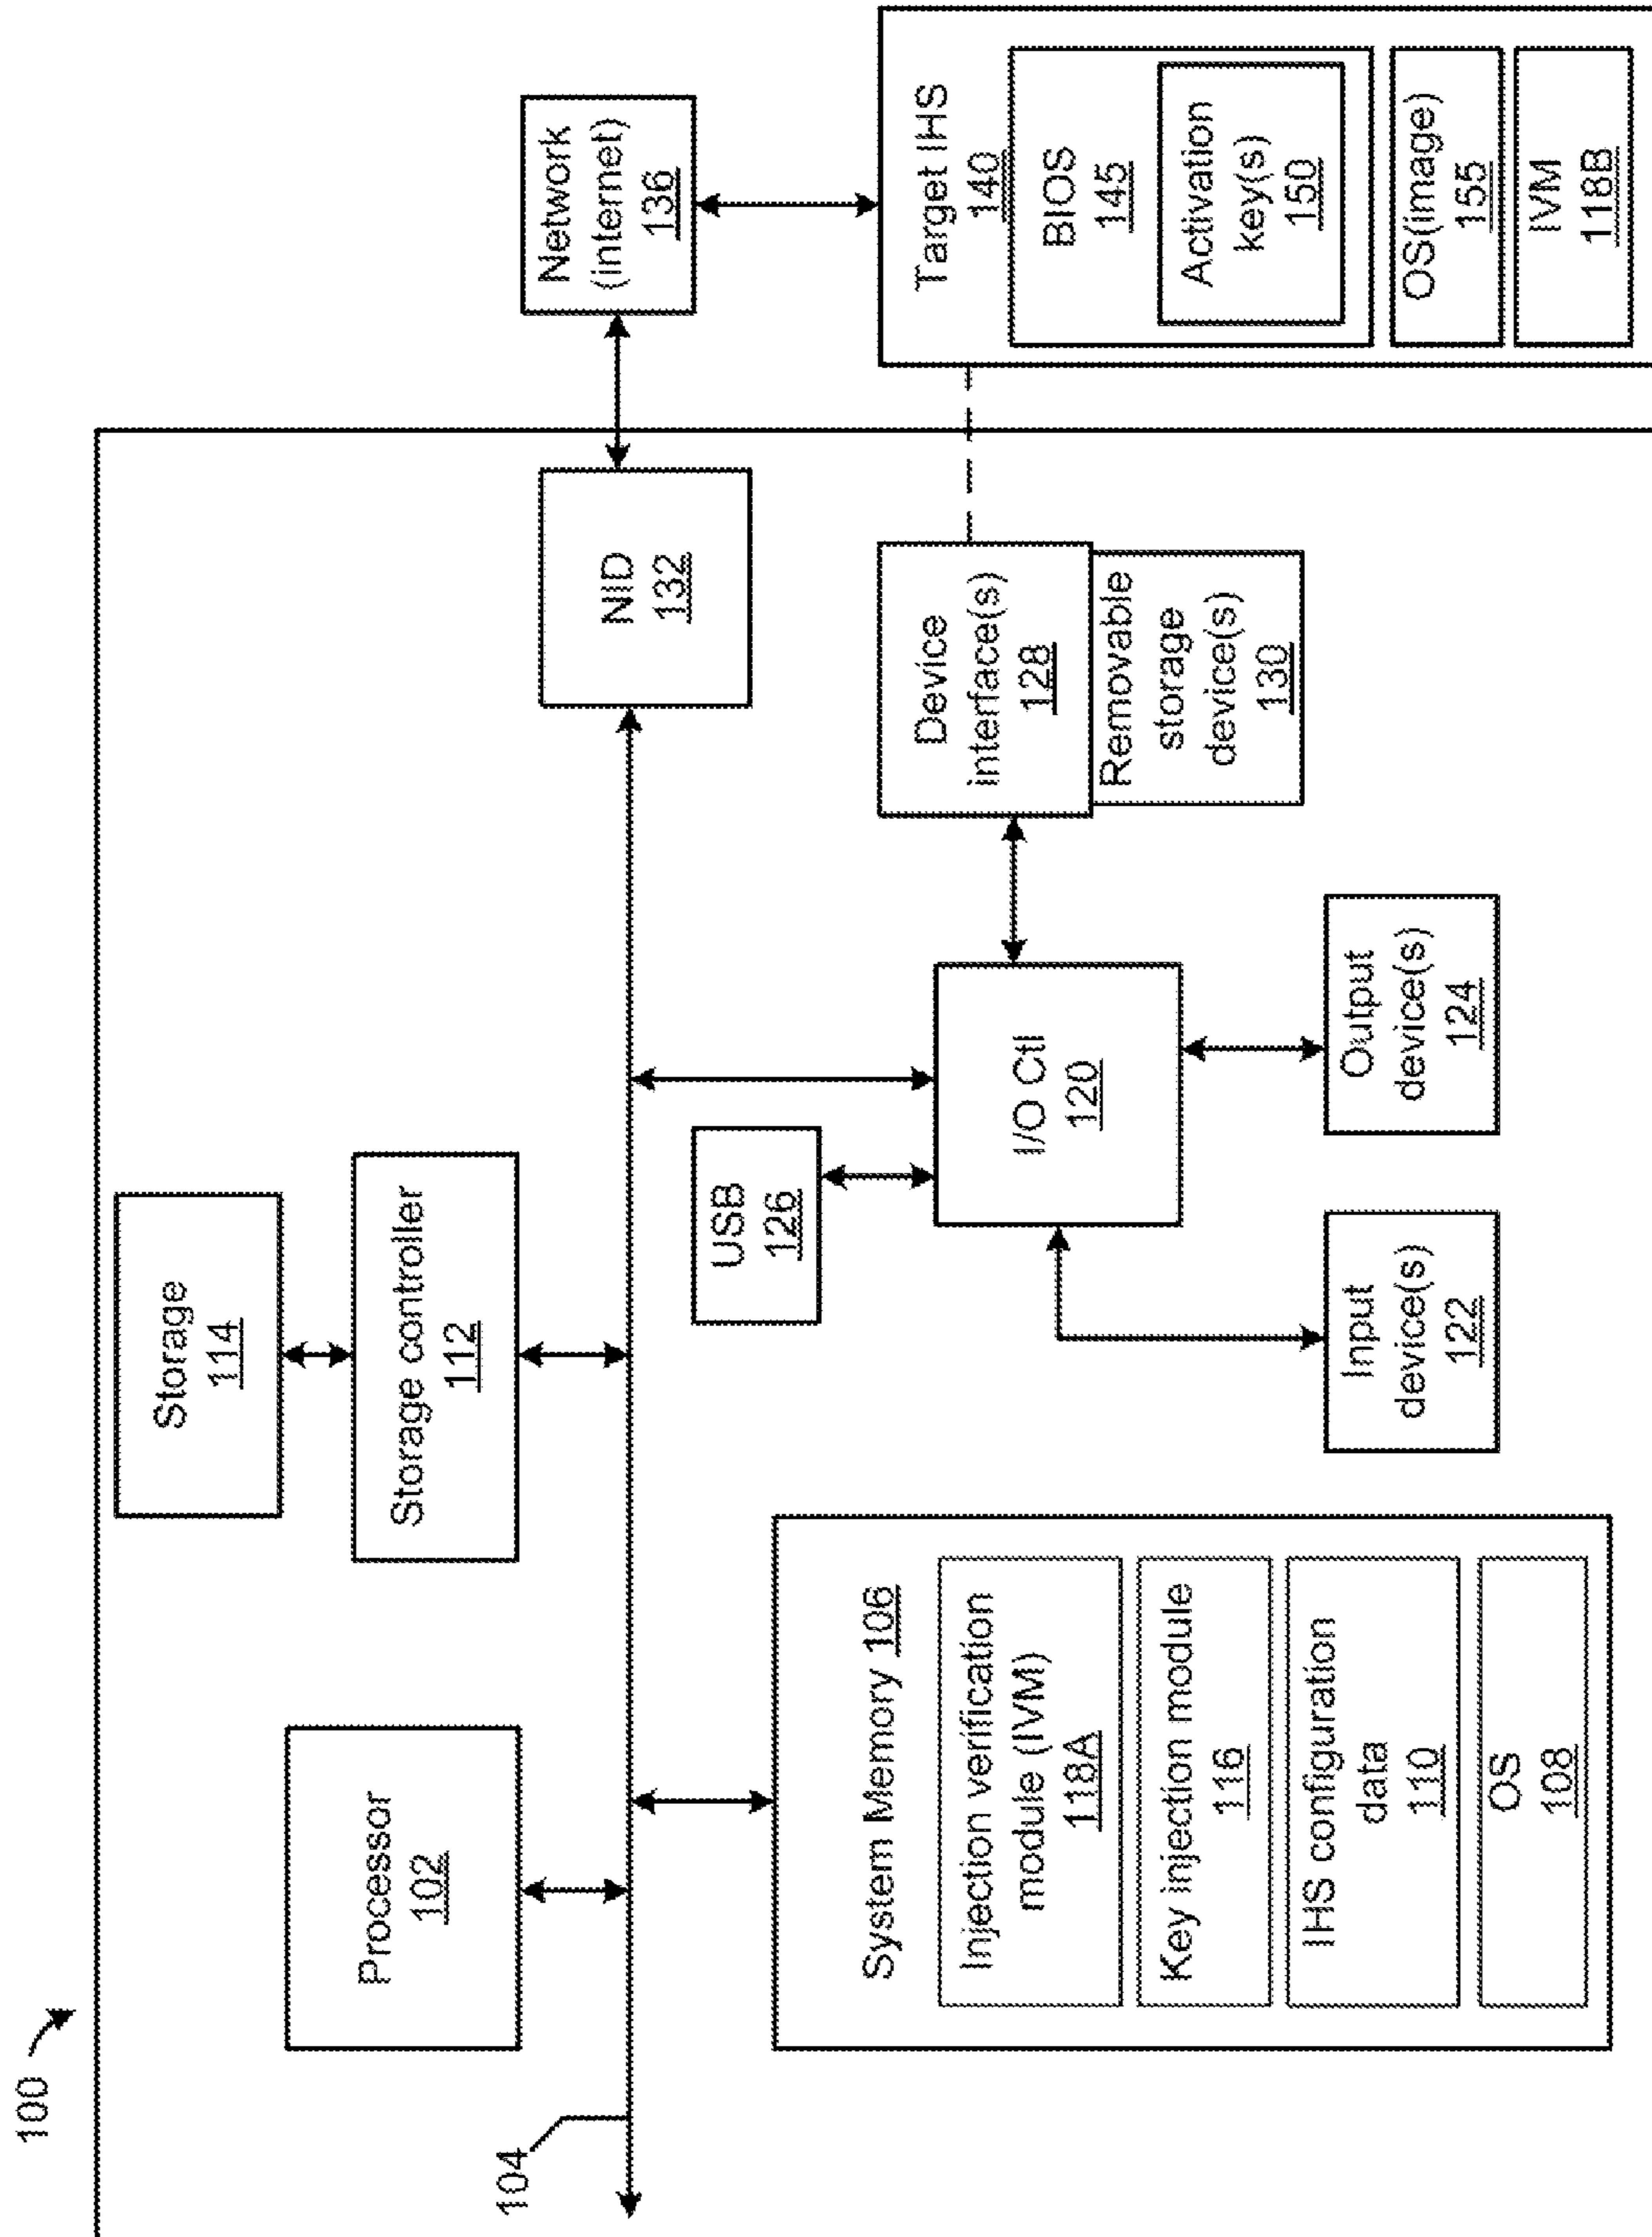 100
104
Processor
102
Storage
114
Storage controller
112
System Memory 106
Injection verification
module (IVM)
118A
Key injection module
116
IHS configuration
data
110
OS
108
USB
126
I/O Ctl
120
Input
device(s)
122
Output
device(s)
124
Device
interface(s)
128
Removable
storage
device(s)
130
NID
132
Network
(internet)
136
Target IHS
140
BIOS
145
Activation
key(s)
150
OS(image)
155
IVM
118B